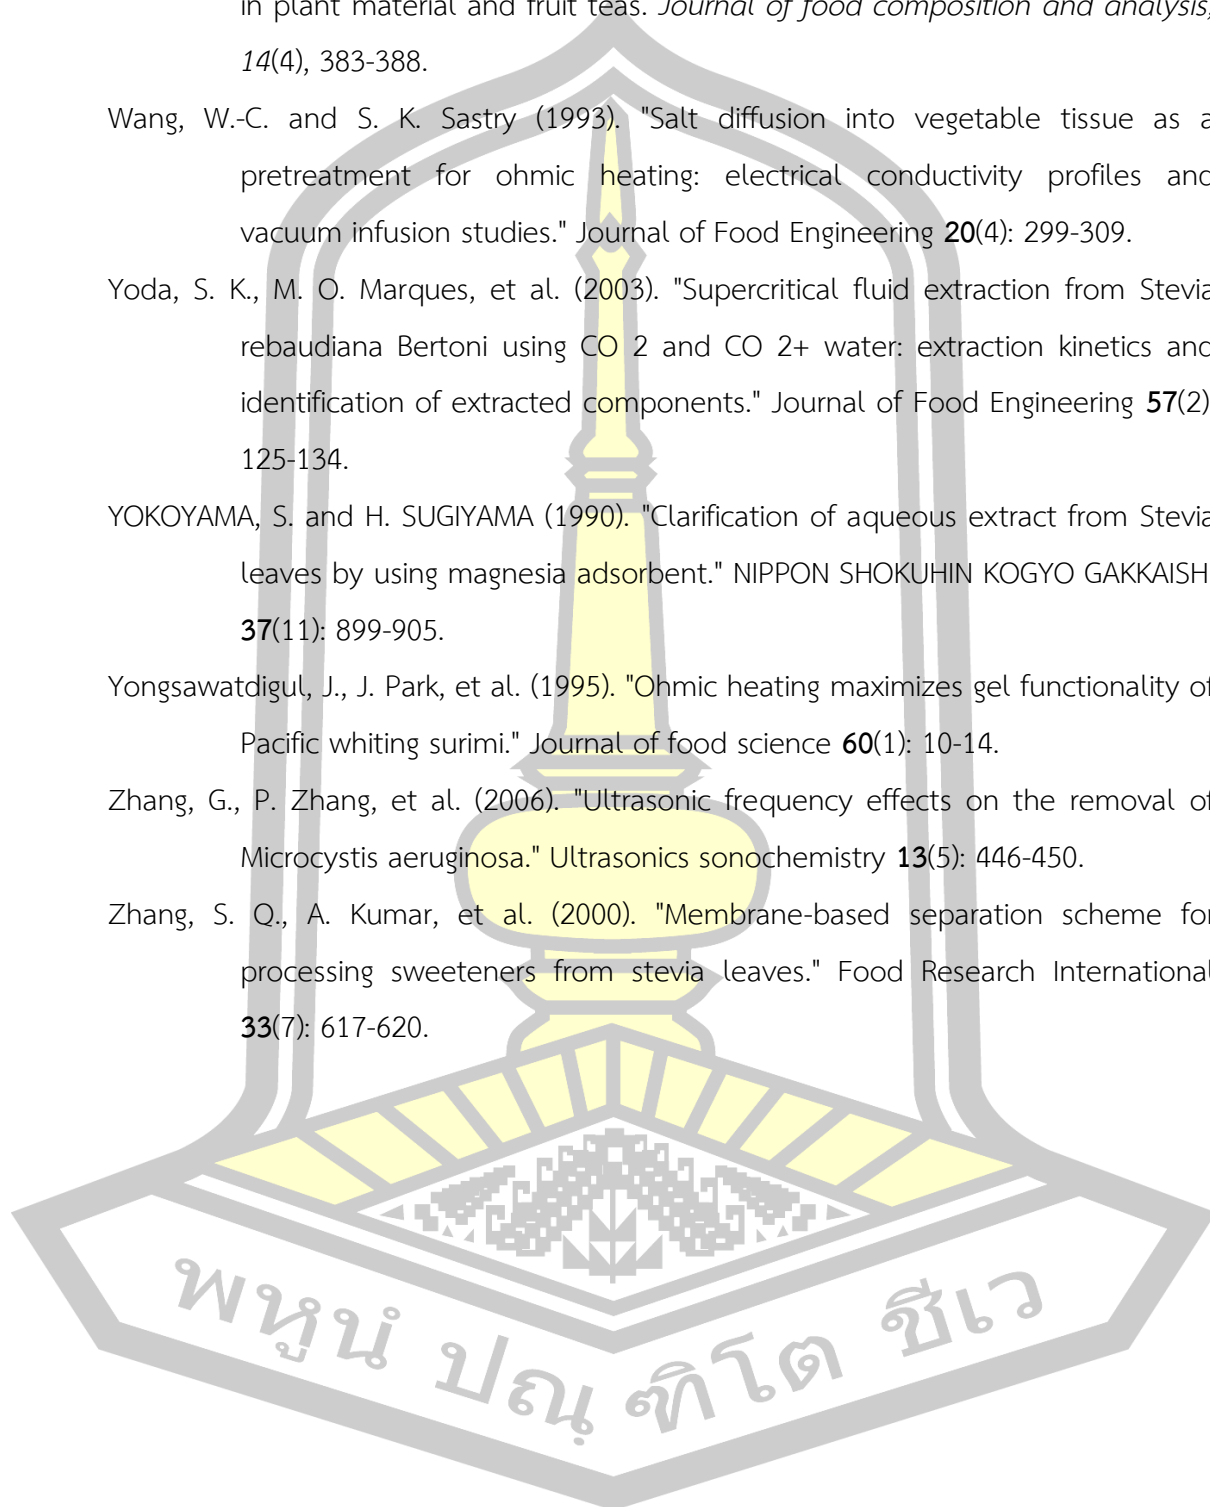 in plant material and fruit teas. Journal of food composition and analysis,
14(4), 383-388.
Wang, W.-C. and S. K. Sastry (1993). "Salt diffusion into vegetable tissue as a
pretreatment for ohmic heating: electrical conductivity profiles and
vacuum infusion studies." Journal of Food Engineering 20(4): 299-309.
Yoda, S. K., M. O. Marques, et al. (2003). "Supercritical fluid extraction from Stevia
rebaudiana Bertoni using CO 2 and CO 2+ water: extraction kinetics and
identification of extracted components." Journal of Food Engineering 57(2)
125-134.
YOKOYAMA, S. and H. SUGIYAMA (1990). "Clarification of aqueous extract from Stevia
leaves by using magnesia adsorbent." NIPPON SHOKUHIN KOGYO GAKKAISH
37(11): 899-905.
Yongsawatdigul, J., J. Park, et al. (1995). "Ohmic heating maximizes gel functionality of
Pacific whiting surimi." Journal of food science 60(1): 10-14.
Zhang, G., P. Zhang, et al. (2006). "Ultrasonic frequency effects on the removal of
Microcystis aeruginosa." Ultrasonics sonochemistry 13(5): 446-450.
Zhang, S. Q., A. Kumar, et al. (2000). "Membrane-based separation scheme for
processing sweeteners from stevia leaves." Food Research International
33(7): 617-620.
พหูนํ ปณฺฑิโต ชีเว